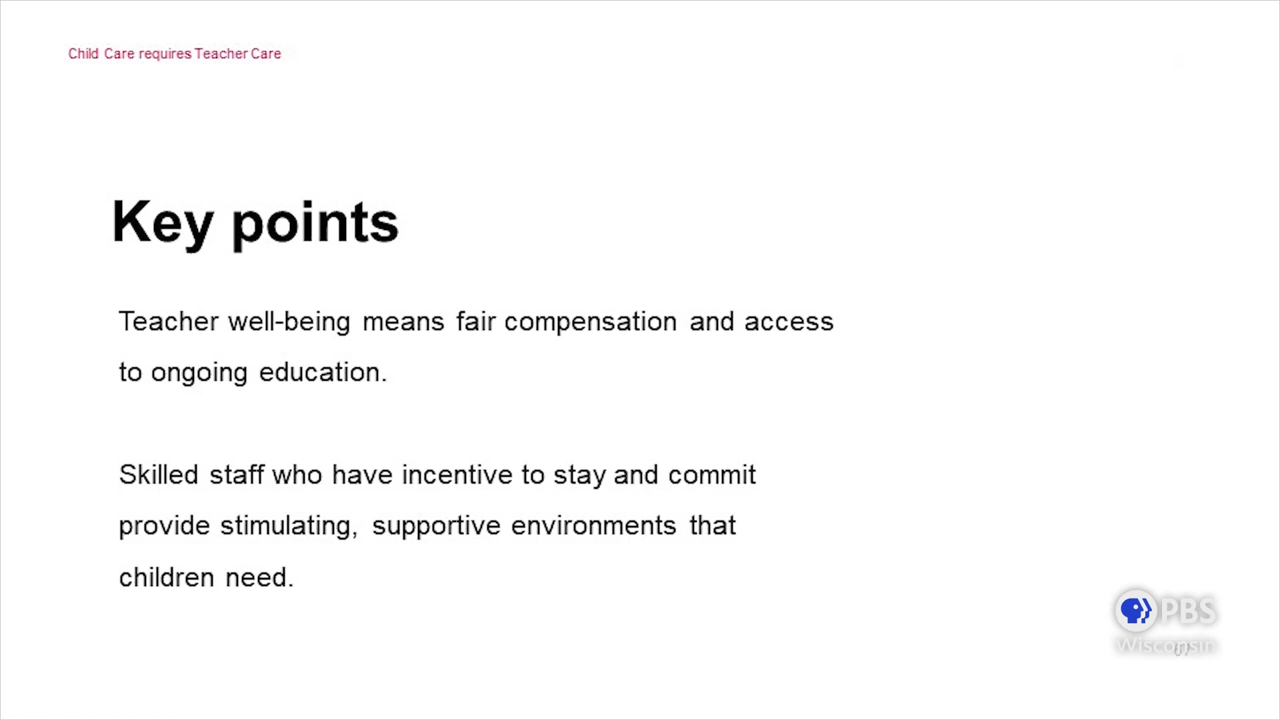 Child Care requires Teacher Care
Key points
Teacher well-being means fair compensation and access
to ongoing education.
Skilled staff who have incentive to stay and commit
provide stimulating, supportive environments that
children need.
PBS
Wisconsin